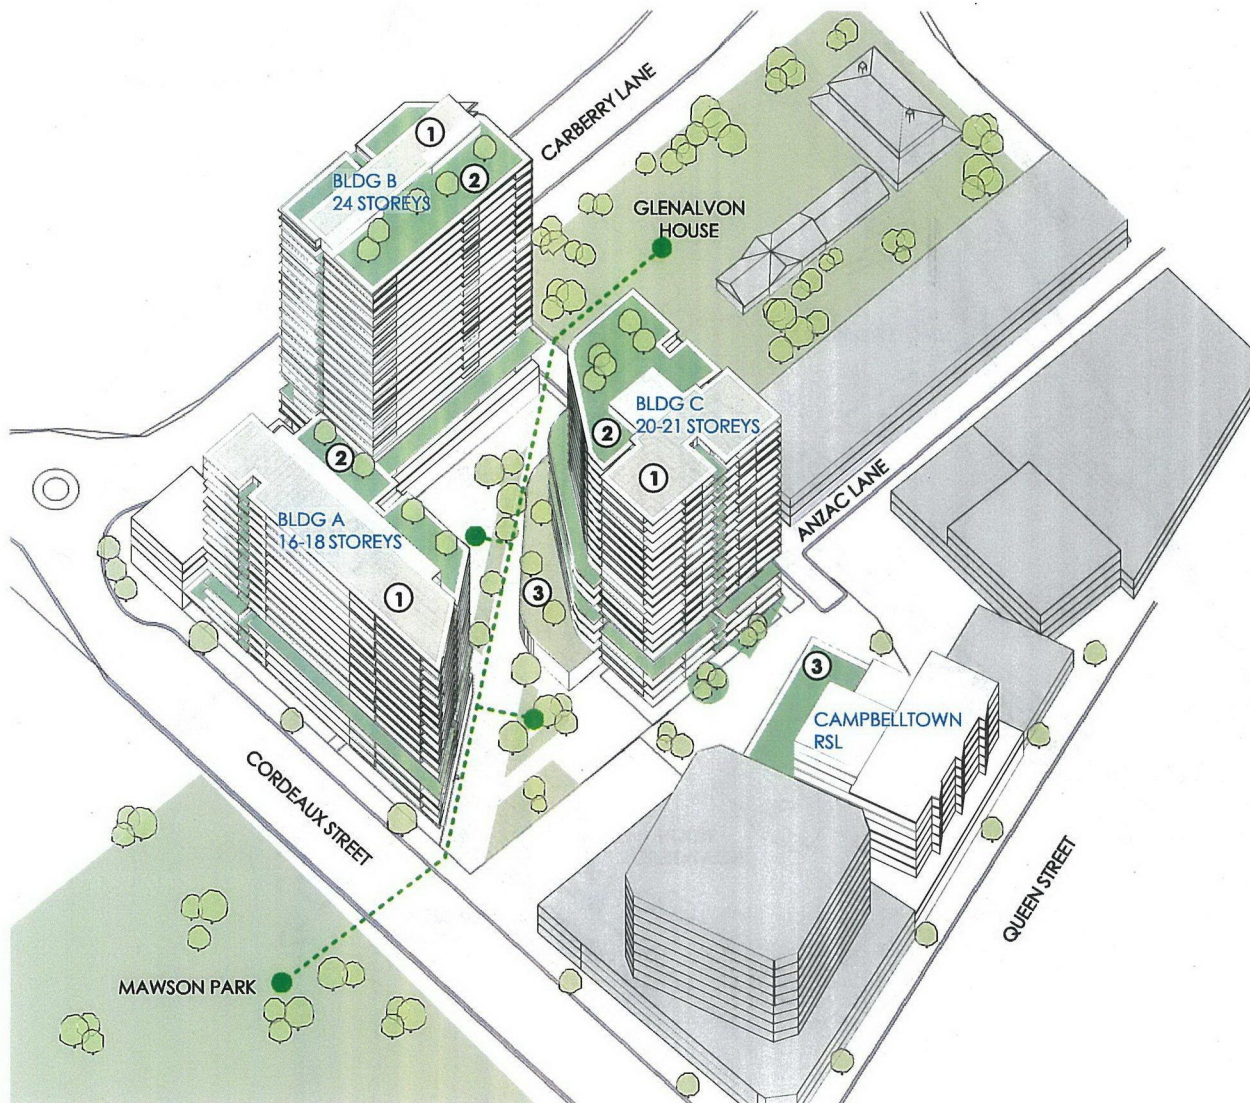 CARBERRY LANE
1
BLDG B
24 STOREYS
2
GLENALVON
HOUSE
BLDG C
20-21 STOREYS
2
1
2
BLDG A
16-18 STOREYS
1
3
ANZAC LANE
3
CAMPBELLTOWN
RSL
CORDEAUX STREET
QUEEN STREET
MAWSON PARK